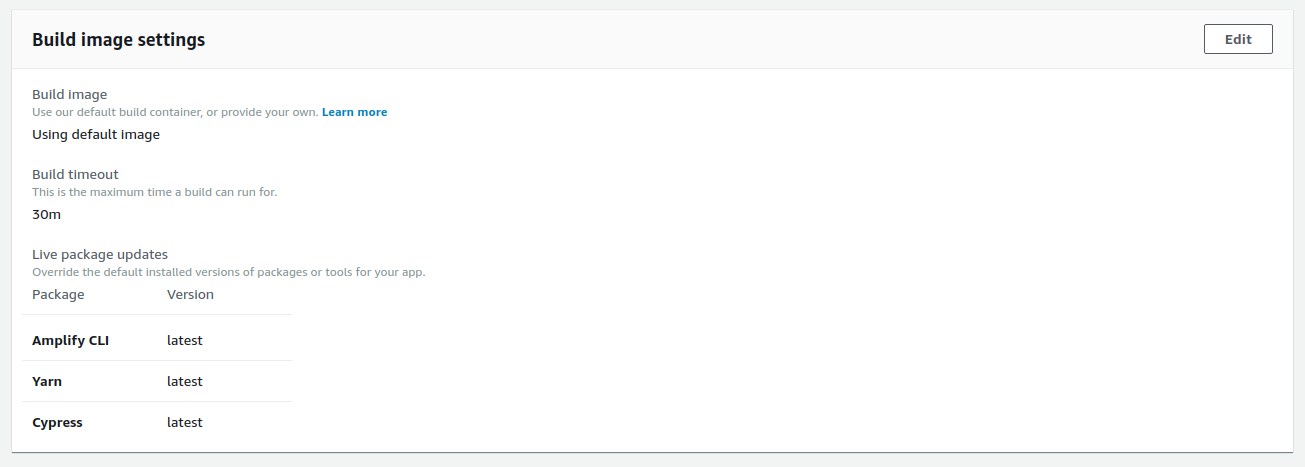 Build image settings
Edit
Build image
Use our default build container, or provide your own. Learn more
Using default image
Build timeout
This is the maximum time a build can run for.
30m
Live package updates
Override the default installed versions of packages or tools for your app.
Package Version
Amplify CLI latest
Yarn latest
Cypress latest